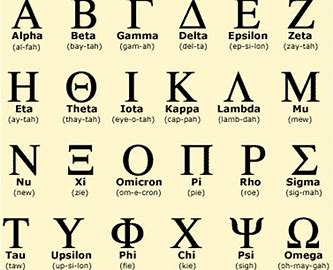 Α Β Γ Δ Ε Ζ
Alpha Beta Gamma Delta Epsilon Zeta
(al-fah) (bay-tah) (gam-ah) (del-ta) (ep-si-lon) (zay-tah)
Η Θ Ι Κ Λ Μ
Eta Theta Iota Kappa Lambda Mu
(ay-tah) (thay-tah) (eye-o-tah) (cap-pah) (lamb-dah) (mew)
Ν Ξ Ο Π Ρ Σ
Nu Xi Omicron Pi Rho Sigma
(new) (zie) (om-e-cron) (pie) (roe) (sig-mah)
Τ Υ Φ Χ Ψ Ω
Tau Upsilon Phi Chi Psi Omega
(taw) (up-si-lon) (fie) (kie) (sigh) (oh-may-gah)